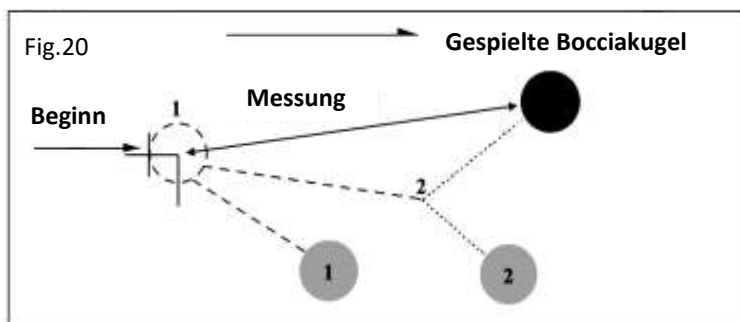 Fig.20
Gespielte Bocciakugel
1
Messung
Beginn
2
1
2